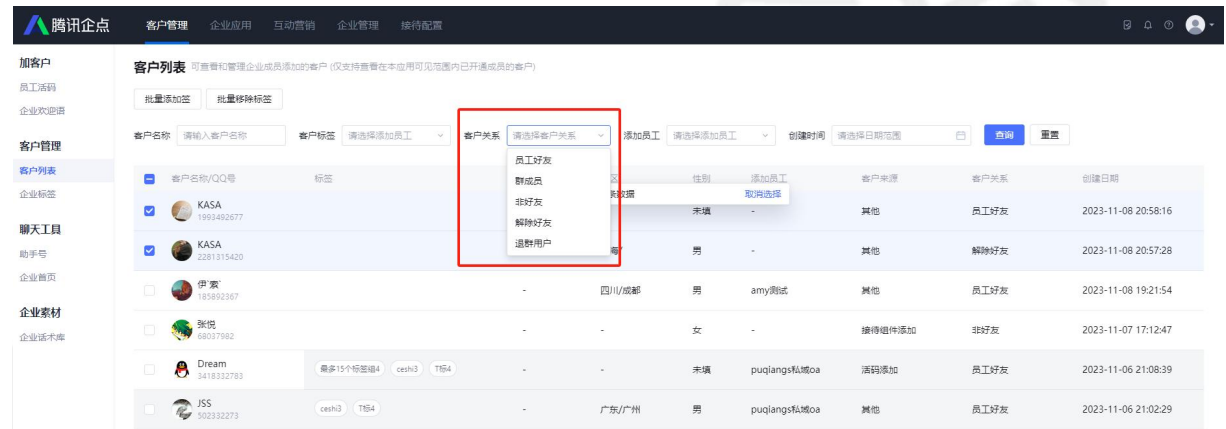 腾讯企点 客户管理 企业应用 互动营销 企业管理 接待配置
加客户
员工活码
企业欢迎语
客户管理
客户列表
企业标签
聊天工具
助手号
企业首页
企业素材
企业话术库
客户列表 可查看和管理企业成员添加的客户 (仅支持查看在本应用可见范围内已开通成员的客户)
批量添加签 批量移除标签
客户名称 请输入客户名称 客户标签 请选择添加员工 客户关系 请选择客户关系 添加员工 请选择添加员工 创建时间 请选择日期范围 查询 重置
员工好友
群成员
非好友
解除好友
退群用户
客户名称/QQ号 标签 区 性别 添加员工 客户来源 客户关系 创建日期
条数据 取消选择
KASA
1993492677
未填 - 其他 员工好友 2023-11-08 20:58:16
KASA
2281315420
男 - 其他 解除好友 2023-11-08 20:57:28
伊`索`
185892367
- 四川/成都 男 amy测试 其他 员工好友 2023-11-08 19:21:54
张悦
68037982
- - 女 - 接待组件添加 非好友 2023-11-07 17:12:47
Dream
3418332783
最多15个标签组4 ceshi3 T标4 - - 未填 puqiangs私域oa 活码添加 员工好友 2023-11-06 21:08:39
JSS
502332273
ceshi3 T标4 - 广东/广州 男 puqiangs私域oa 其他 员工好友 2023-11-06 21:02:29